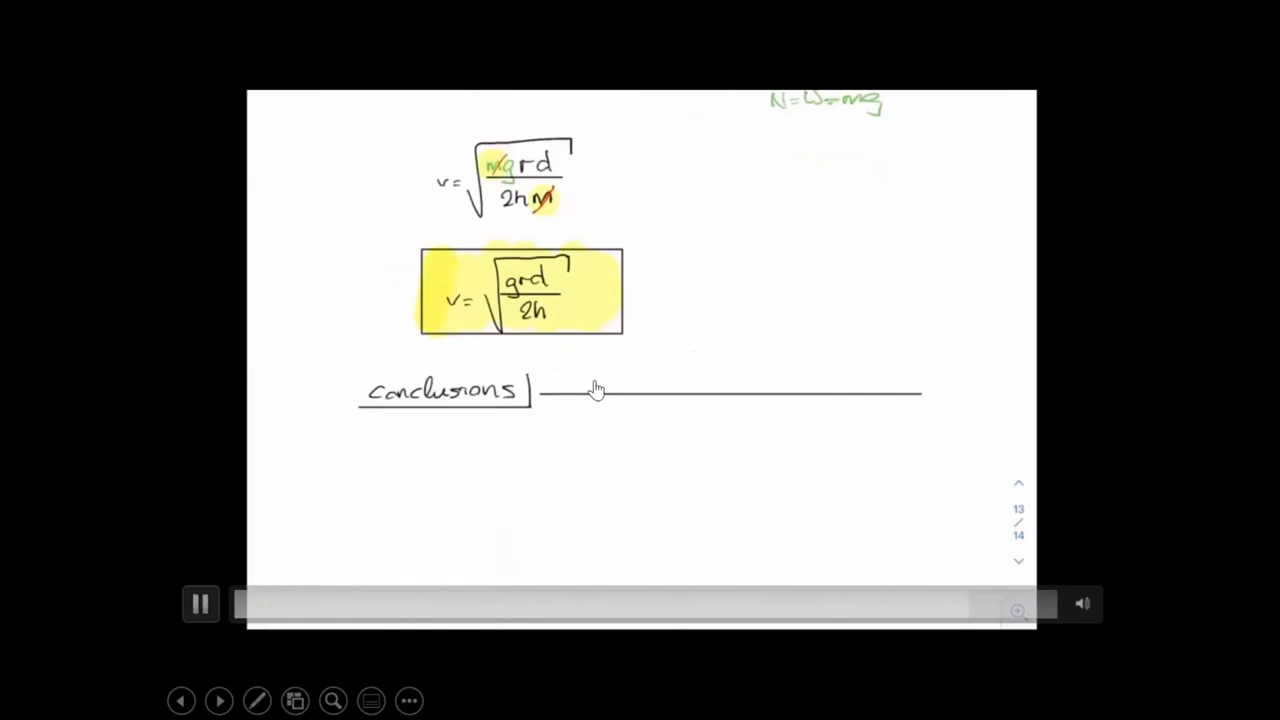 N=W=mg
v= √ mgrd / 2hm
v= √ grd / 2h
conclusions
13
/
14